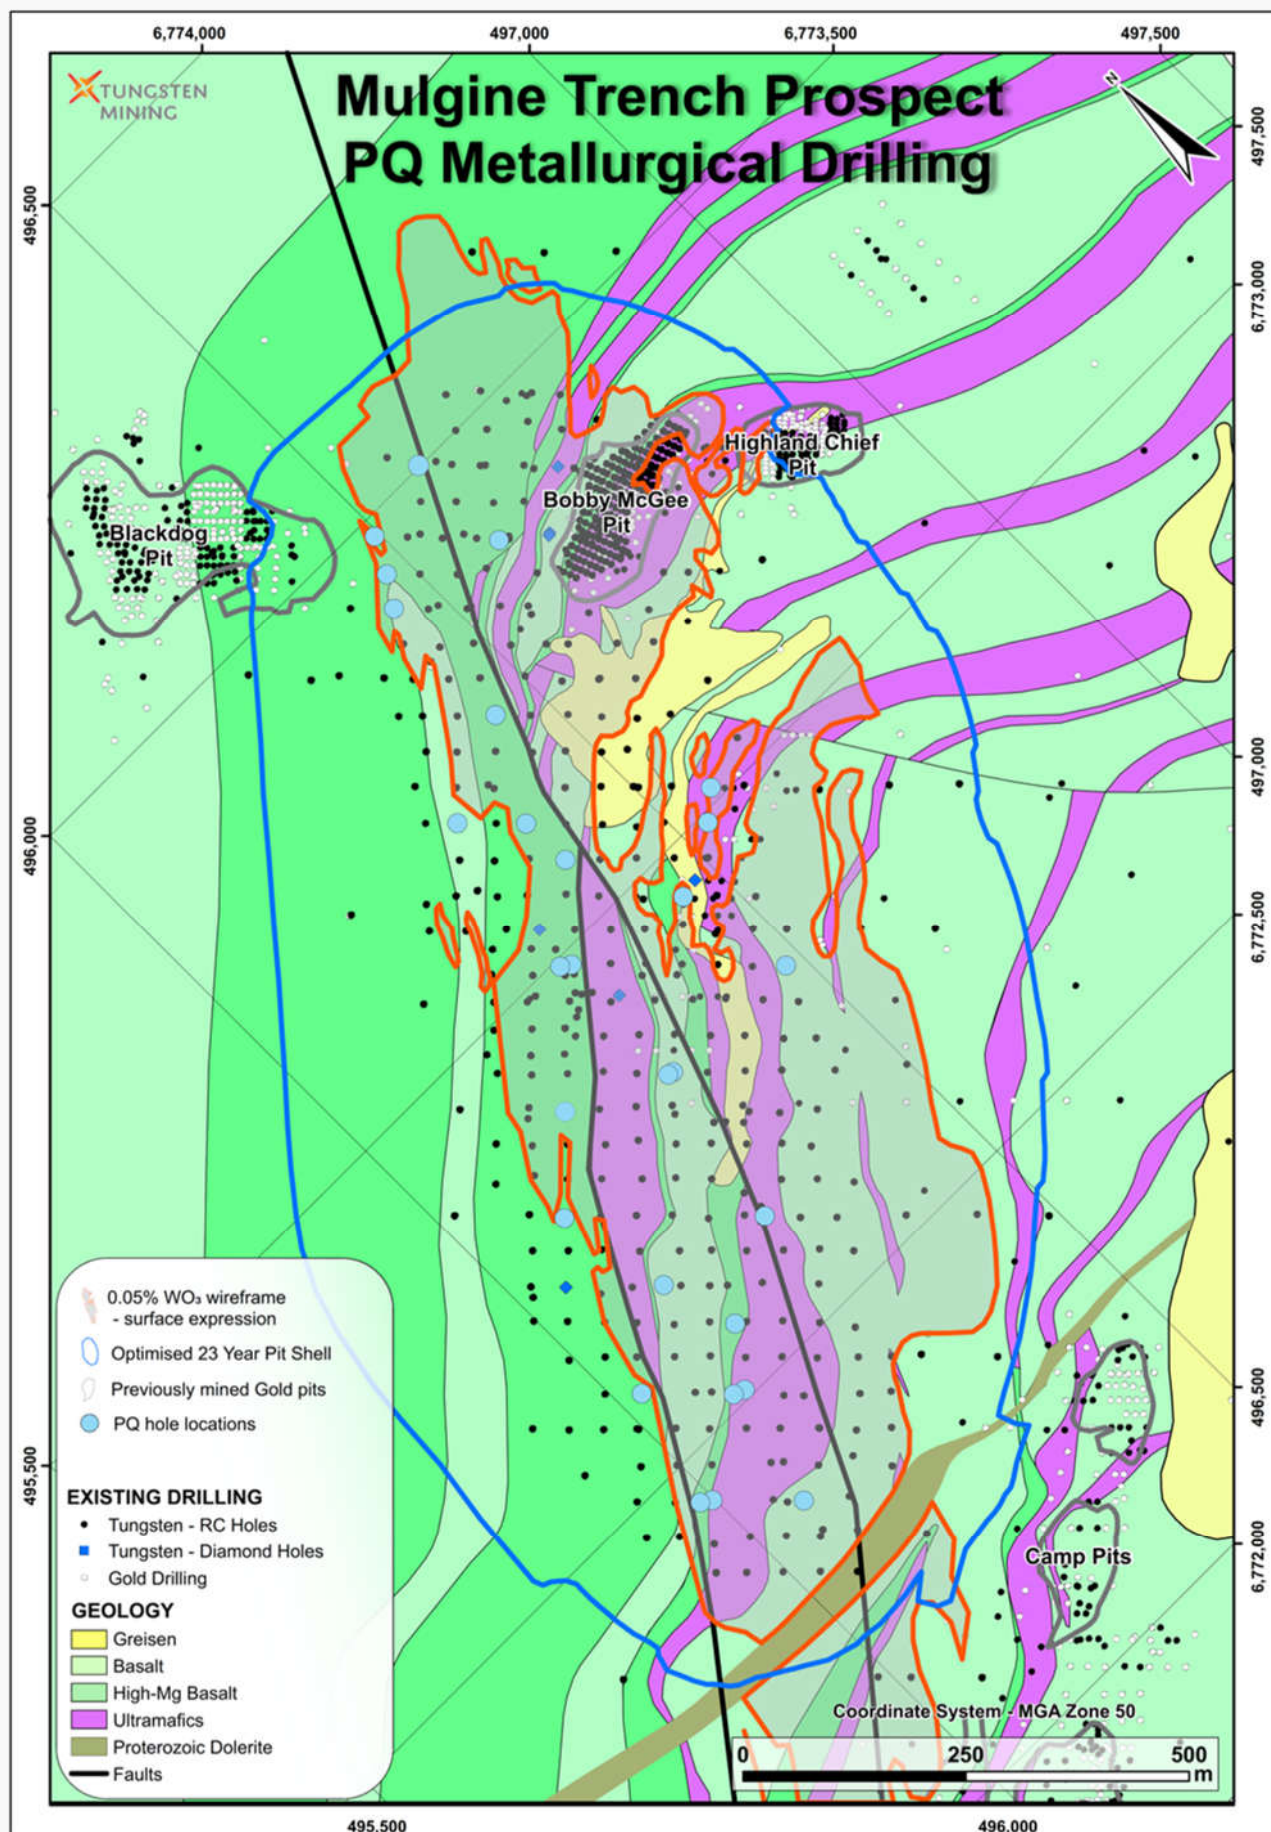 6,774,000
497,000
6,773,500
497,500
TUNGSTEN
MINING
Mulgine Trench Prospect
PQ Metallurgical Drilling
N
497,500
496,500
6,773,000
Highland Chief
Pit
Bobby McGee
Pit
Blackdog
Pit
497,000
496,000
6,772,500
0.05% WO₃ wireframe
- surface expression
Optimised 23 Year Pit Shell
Previously mined Gold pits
PQ hole locations
496,500
495,500
EXISTING DRILLING
Tungsten - RC Holes
Tungsten - Diamond Holes
Gold Drilling
Camp Pits
6,772,000
GEOLOGY
Greisen
Basalt
High-Mg Basalt
Ultramafics
Proterozoic Dolerite
Faults
Coordinate System - MGA Zone 50
0 250 500
m
495,500
496,000